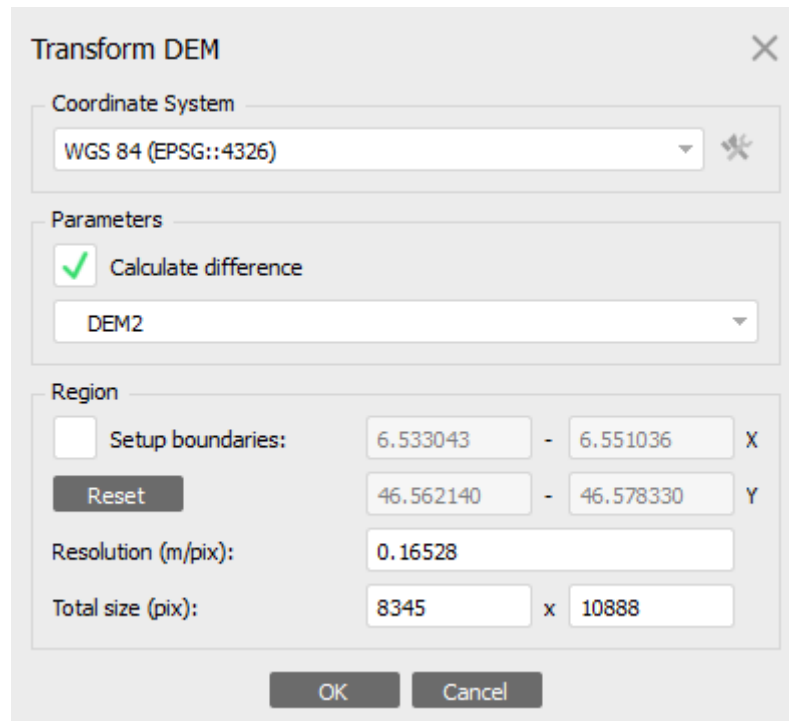 Transform DEM
Coordinate System
WGS 84 (EPSG::4326)
Parameters
Calculate difference
DEM2
Region
Setup boundaries: 6.533043 - 6.551036 X
Reset 46.562140 - 46.578330 Y
Resolution (m/pix): 0.16528
Total size (pix): 8345 x 10888
OK Cancel